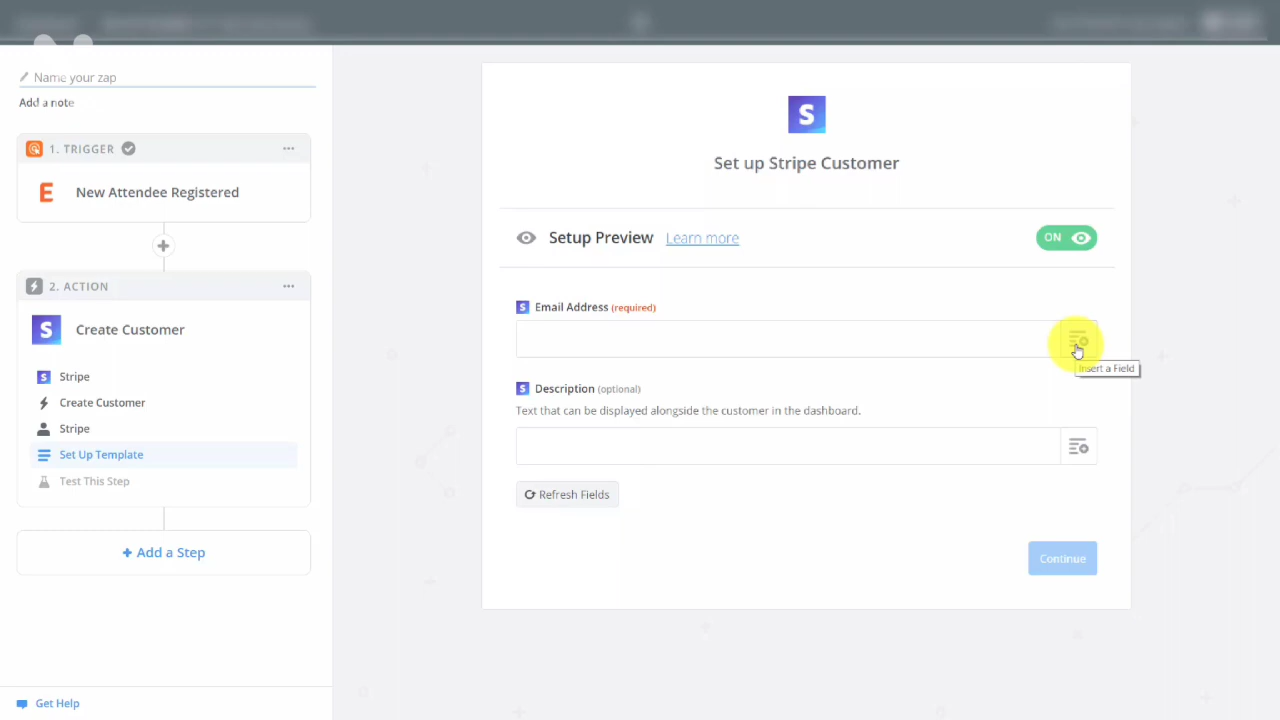 Name your zap
Add a note
1. TRIGGER
E New Attendee Registered
2. ACTION
S Create Customer
S Stripe
Create Customer
Stripe
Set Up Template
Test This Step
+ Add a Step
Get Help
S
Set up Stripe Customer
Setup Preview Learn more
ON
S Email Address (required)
Insert a Field
S Description (optional)
Text that can be displayed alongside the customer in the dashboard.
Refresh Fields
Continue